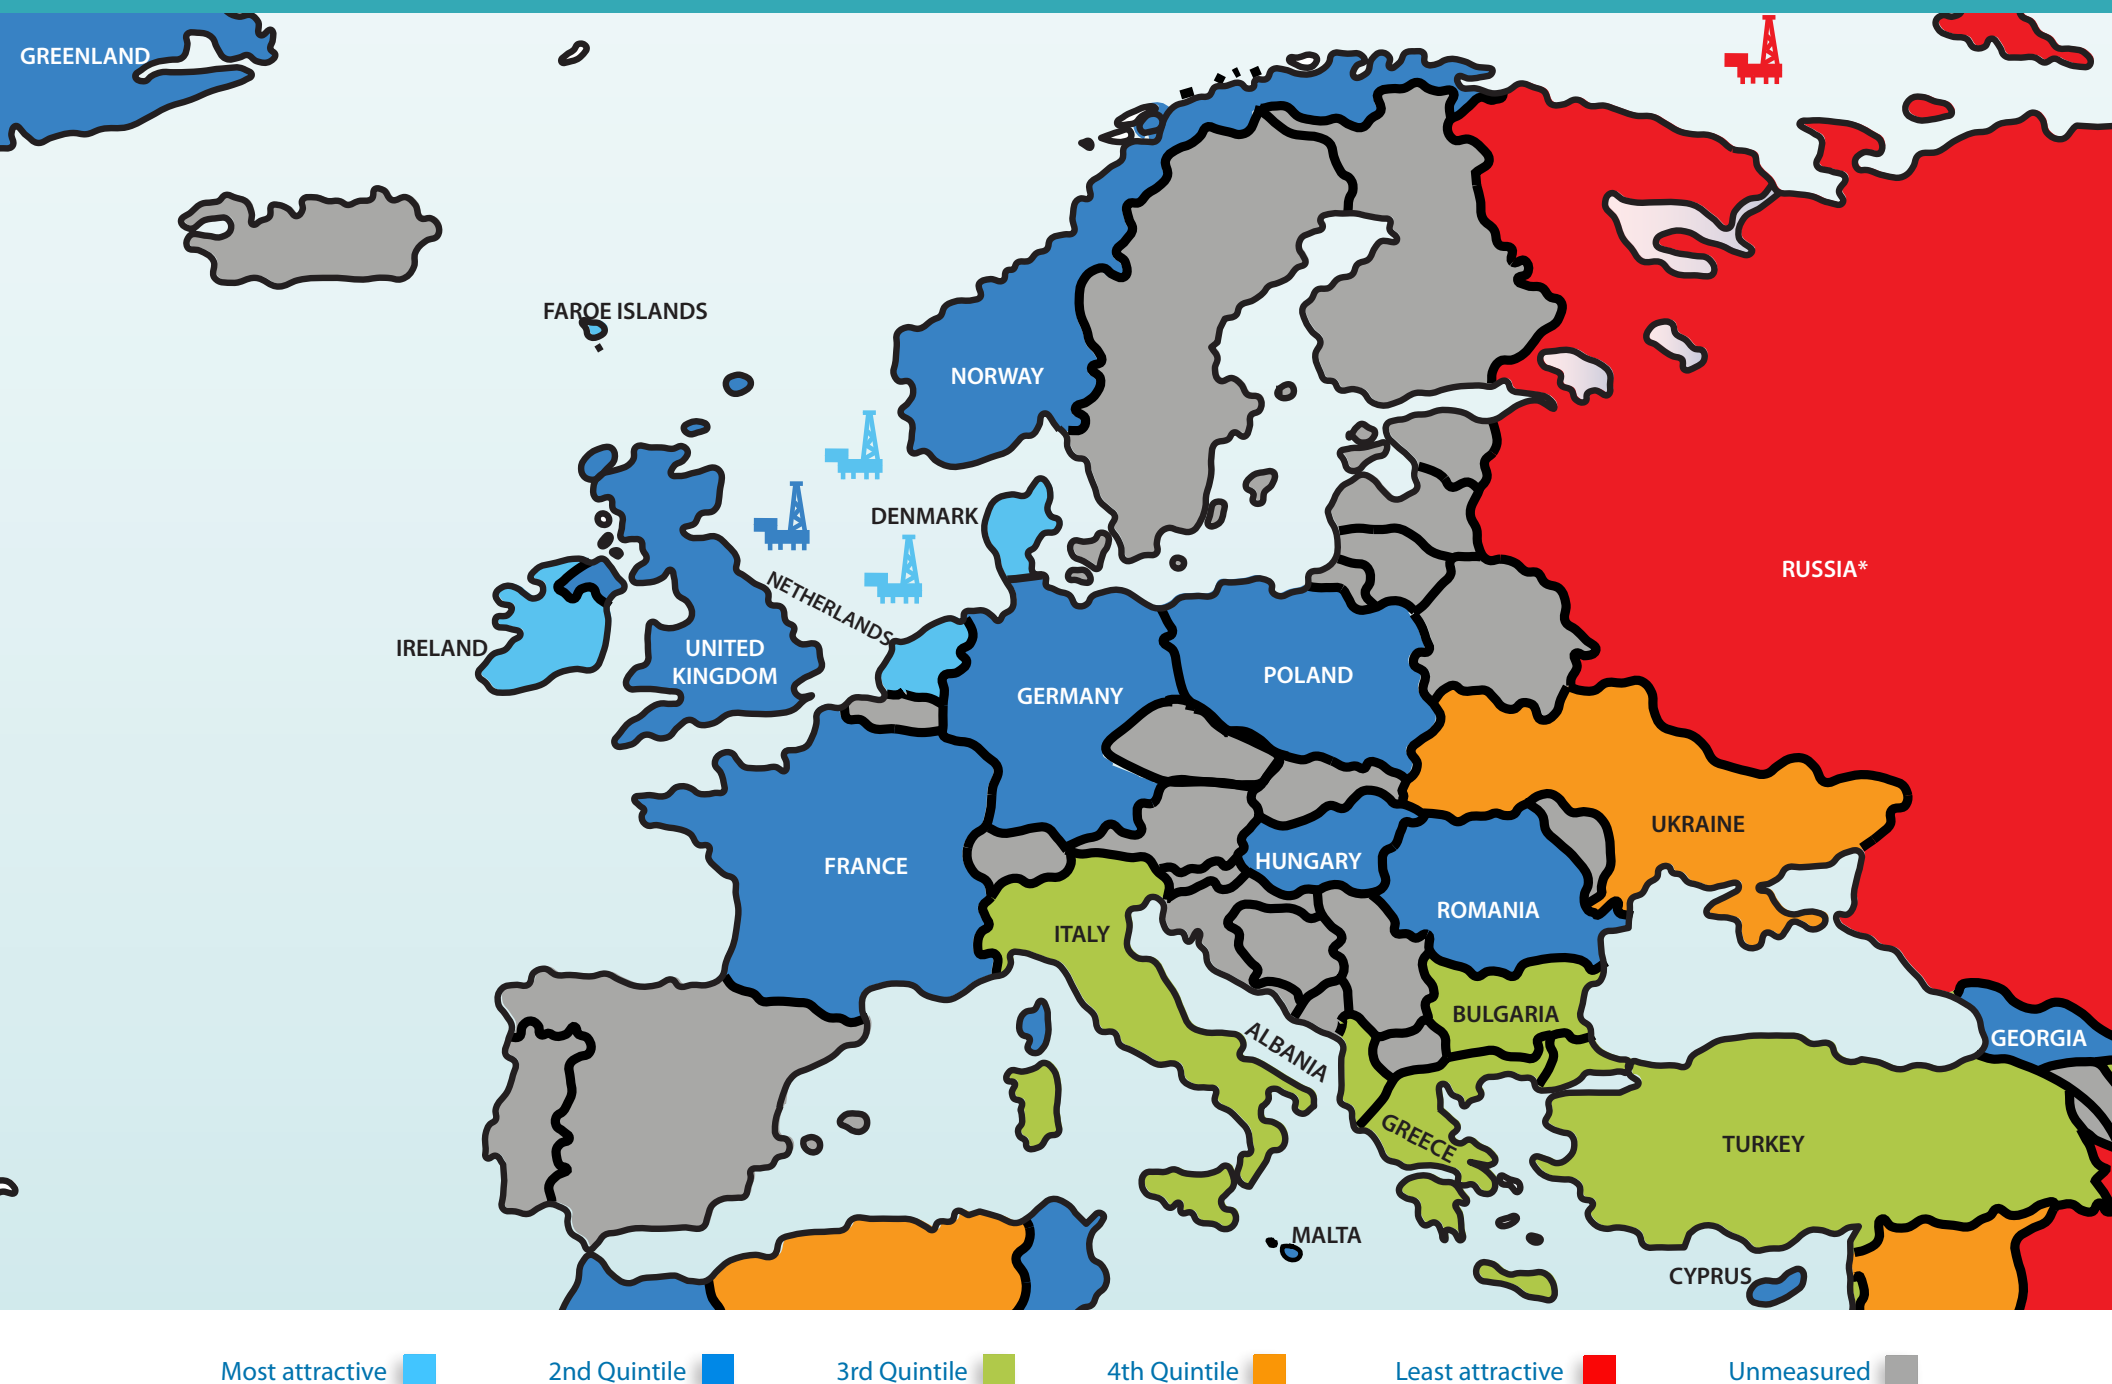 GREENLAND
FAROE ISLANDS
NORWAY
DENMARK
NETHERLANDS
RUSSIA*
IRELAND
UNITED
KINGDOM
GERMANY
POLAND
UKRAINE
FRANCE
HUNGARY
ROMANIA
ITALY
BULGARIA
ALBANIA
GEORGIA
GREECE
TURKEY
MALTA
CYPRUS
Most attractive
2nd Quintile
3rd Quintile
4th Quintile
Least attractive
Unmeasured